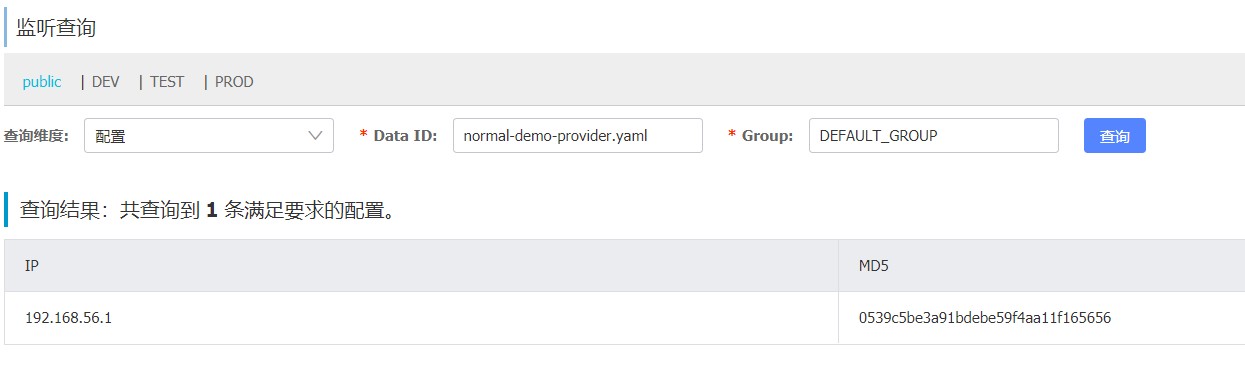 监听查询
public | DEV | TEST | PROD
查询维度: 配置 * Data ID: normal-demo-provider.yaml * Group: DEFAULT_GROUP 查询
查询结果：共查询到 1 条满足要求的配置。
IP MD5
192.168.56.1 0539c5be3a91bdebe59f4aa11f165656